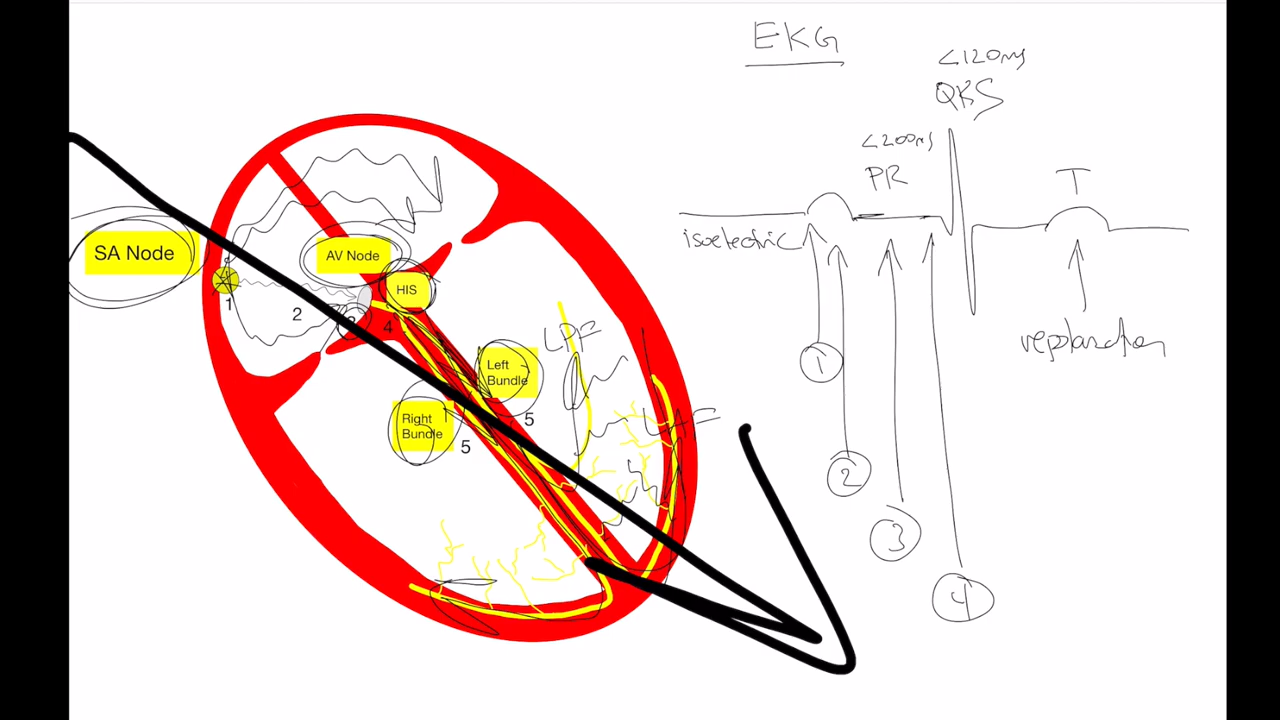 EKG
<120ms
QRS
<200ms
PR
T
isoelectric
repolarization
1
2
3
4
SA Node
AV Node
HIS
1
2
3
4
LPF
Left
Bundle
LAF
Right
Bundle
5
5